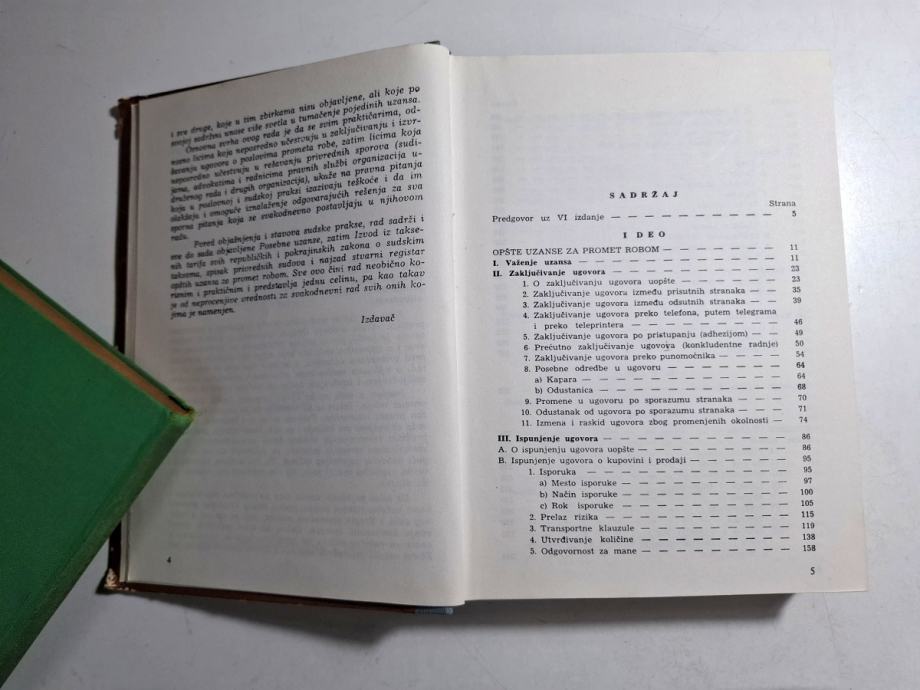 i sve druge, koje u tim zbirkama nisu objavljene, ali koje po
svojoj sadržini unose više svetla u tumačenje pojedinih uzansa.
Osnovna svrha ovog rada je da se svim praktičarima, od-
nosno licima koja neposredno učestvuju u zaključivanju i izvr-
šavanju ugovora o poslovima prometa robe, zatim licima koja
neposredno učestvuju u rešavanju privrednih sporova (sudi-
jama, advokatima i radnicima pravnih službi organizacija u-
druženog rada i drugih organizacija), ukaže na pravna pitanja
koja u poslovnoj i sudskoj praksi izazivaju teškoće i da im
olakšaju i omoguće iznalaženje odgovarajućih rešenja za sva
sporna pitanja koja se svakodnevno postavljaju u njihovom
radu.
Pored objašnjenja i stavova sudske prakse, rad sadrži i
sve do sada objavljene Posebne uzanse, zatim Izvod iz takse-
nih tarifa svih republičkih i pokrajinskih zakona o sudskim
taksama, spisak privrednih sudova i najzad stvarni registar
opštih uzansa za promet robom. Sve ovo čini rad neobično ko-
risnim i praktičnim i predstavlja jednu celinu, pa kao takav
je od neprocenjive vrednosti za svakodnevni rad svih onih ko-
jima je namenjen.
Izdavač
4
SADRŽAJ
Strana
Predgovor uz VI izdanje — — — — — — — — — 5
I DEO
OPŠTE UZANSE ZA PROMET ROBOM — — — — — — 11
I. Važenje uzansa — — — — — — — — — — 11
II. Zaključivanje ugovora — — — — — — — — — 23
1. O zaključivanju ugovora uopšte — — — — — — 23
2. Zaključivanje ugovora između prisutnih stranaka — — 35
3. Zaključivanje ugovora između odsutnih stranaka — — 39
4. Zaključivanje ugovora preko telefona, putem telegrama
i preko teleprintera — — — — — — — — 46
5. Zaključivanje ugovora po pristupanju (adhezijom) — — 49
6. Prećutno zaključivanje ugovoya (konkludentne radnje) 50
7. Zaključivanje ugovora preko punomoćnika — — — — 54
8. Posebne odredbe u ugovoru — — — — — — — 64
a) Kapara — — — — — — — — — — — 64
b) Odustanica — — — — — — — — — — 68
9. Promene u ugovoru po sporazumu stranaka — — — 70
10. Odustanak od ugovora po sporazumu stranaka — — — 71
11. Izmena i raskid ugovora zbog promenjenih okolnosti — 74
III. Ispunjenje ugovora — — — — — — — — — 86
A. O ispunjenju ugovora uopšte — — — — — — — — 86
B. Ispunjenje ugovora o kupovini i prodaji — — — — — 95
1. Isporuka — — — — — — — — — — — 95
a) Mesto isporuke — — — — — — — — — 97
b) Način isporuke — — — — — — — — — 100
c) Rok isporuke — — — — — — — — — 105
2. Prelaz rizika — — — — — — — — — — 115
3. Transportne klauzule — — — — — — — — 119
4. Utvrđivanje količine — — — — — — — — 138
5. Odgovornost za mane — — — — — — — — 158
5